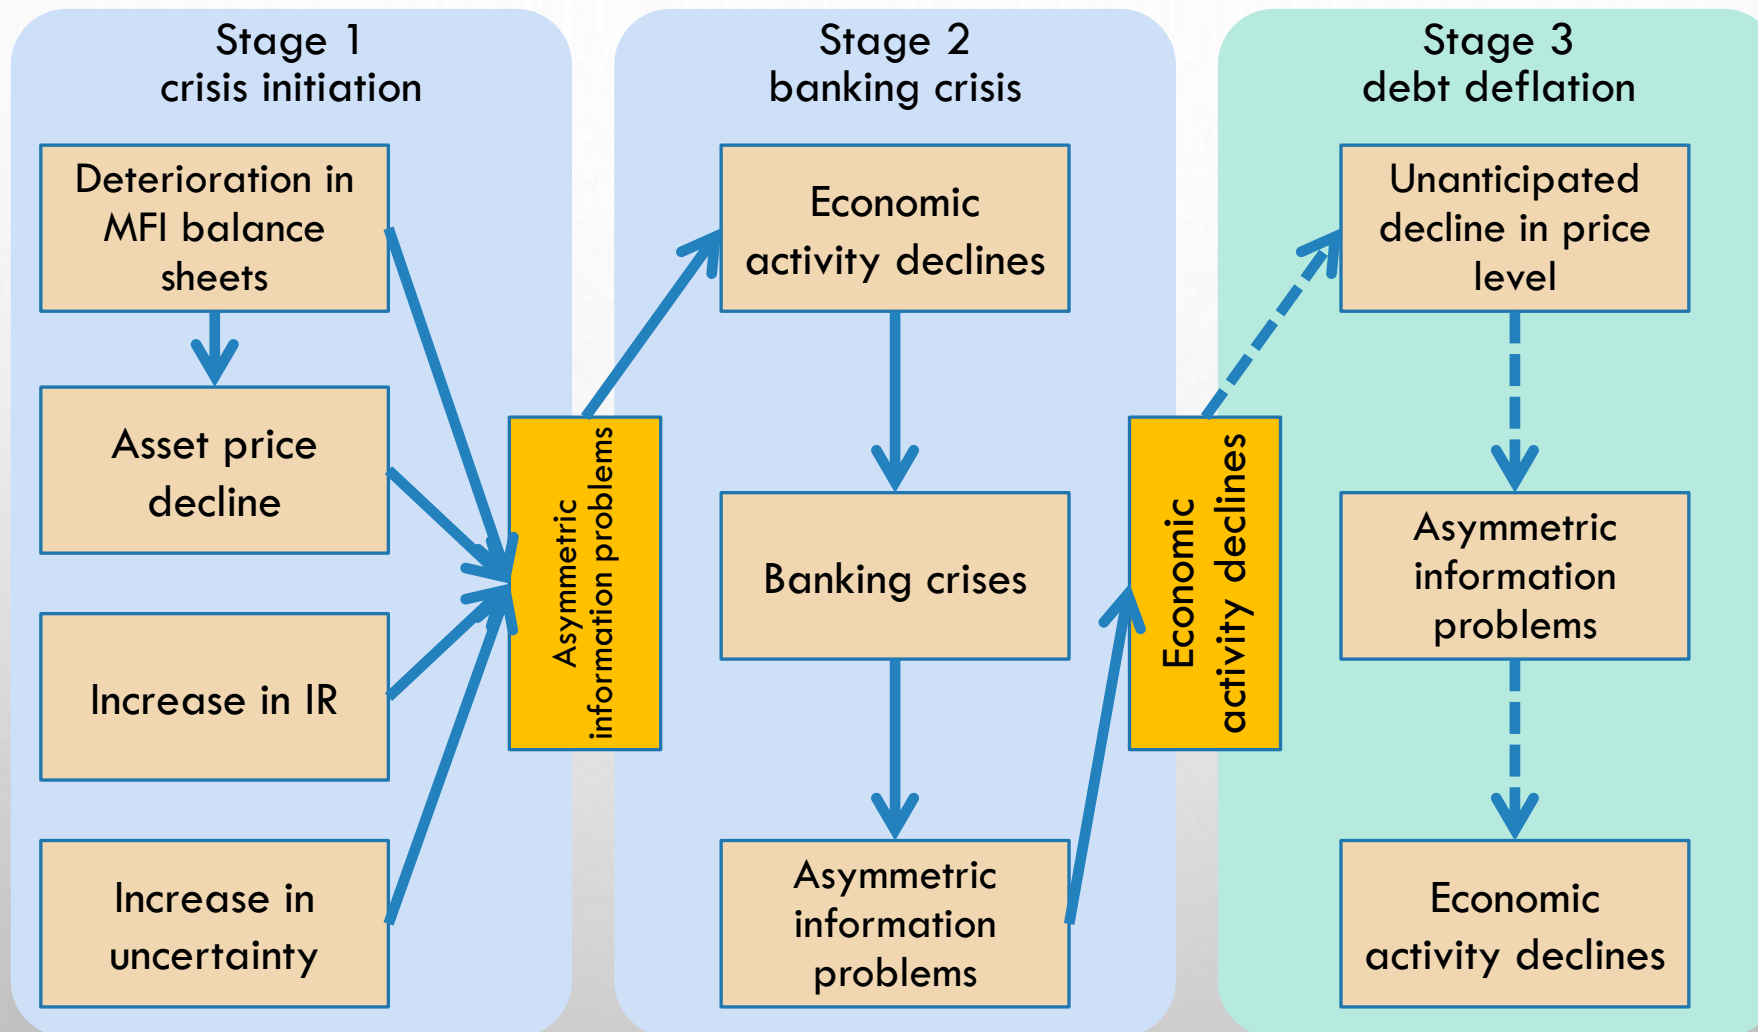 Stage 1
crisis initiation
Deterioration in
MFI balance
sheets
Asset price
decline
Increase in IR
Increase in
uncertainty
Asymmetric
information problems
Stage 2
banking crisis
Economic
activity declines
Banking crises
Asymmetric
information
problems
Economic
activity declines
Stage 3
debt deflation
Unanticipated
decline in price
level
Asymmetric
information
problems
Economic
activity declines